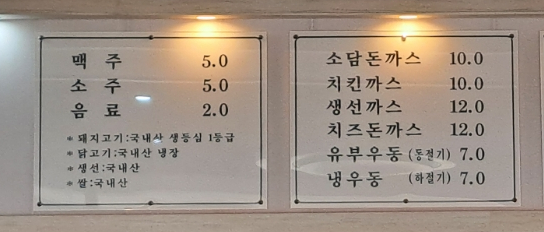 맥 주 5.0
소 주 5.0
음 료 2.0
* 돼지고기:국내산 생등심 1등급
* 닭고기:국내산 냉장
* 생선:국내산
* 쌀:국내산
소담돈까스 10.0
치킨까스 10.0
생선까스 12.0
치즈돈까스 12.0
유부우동 (동절기) 7.0
냉우동 (하절기) 7.0